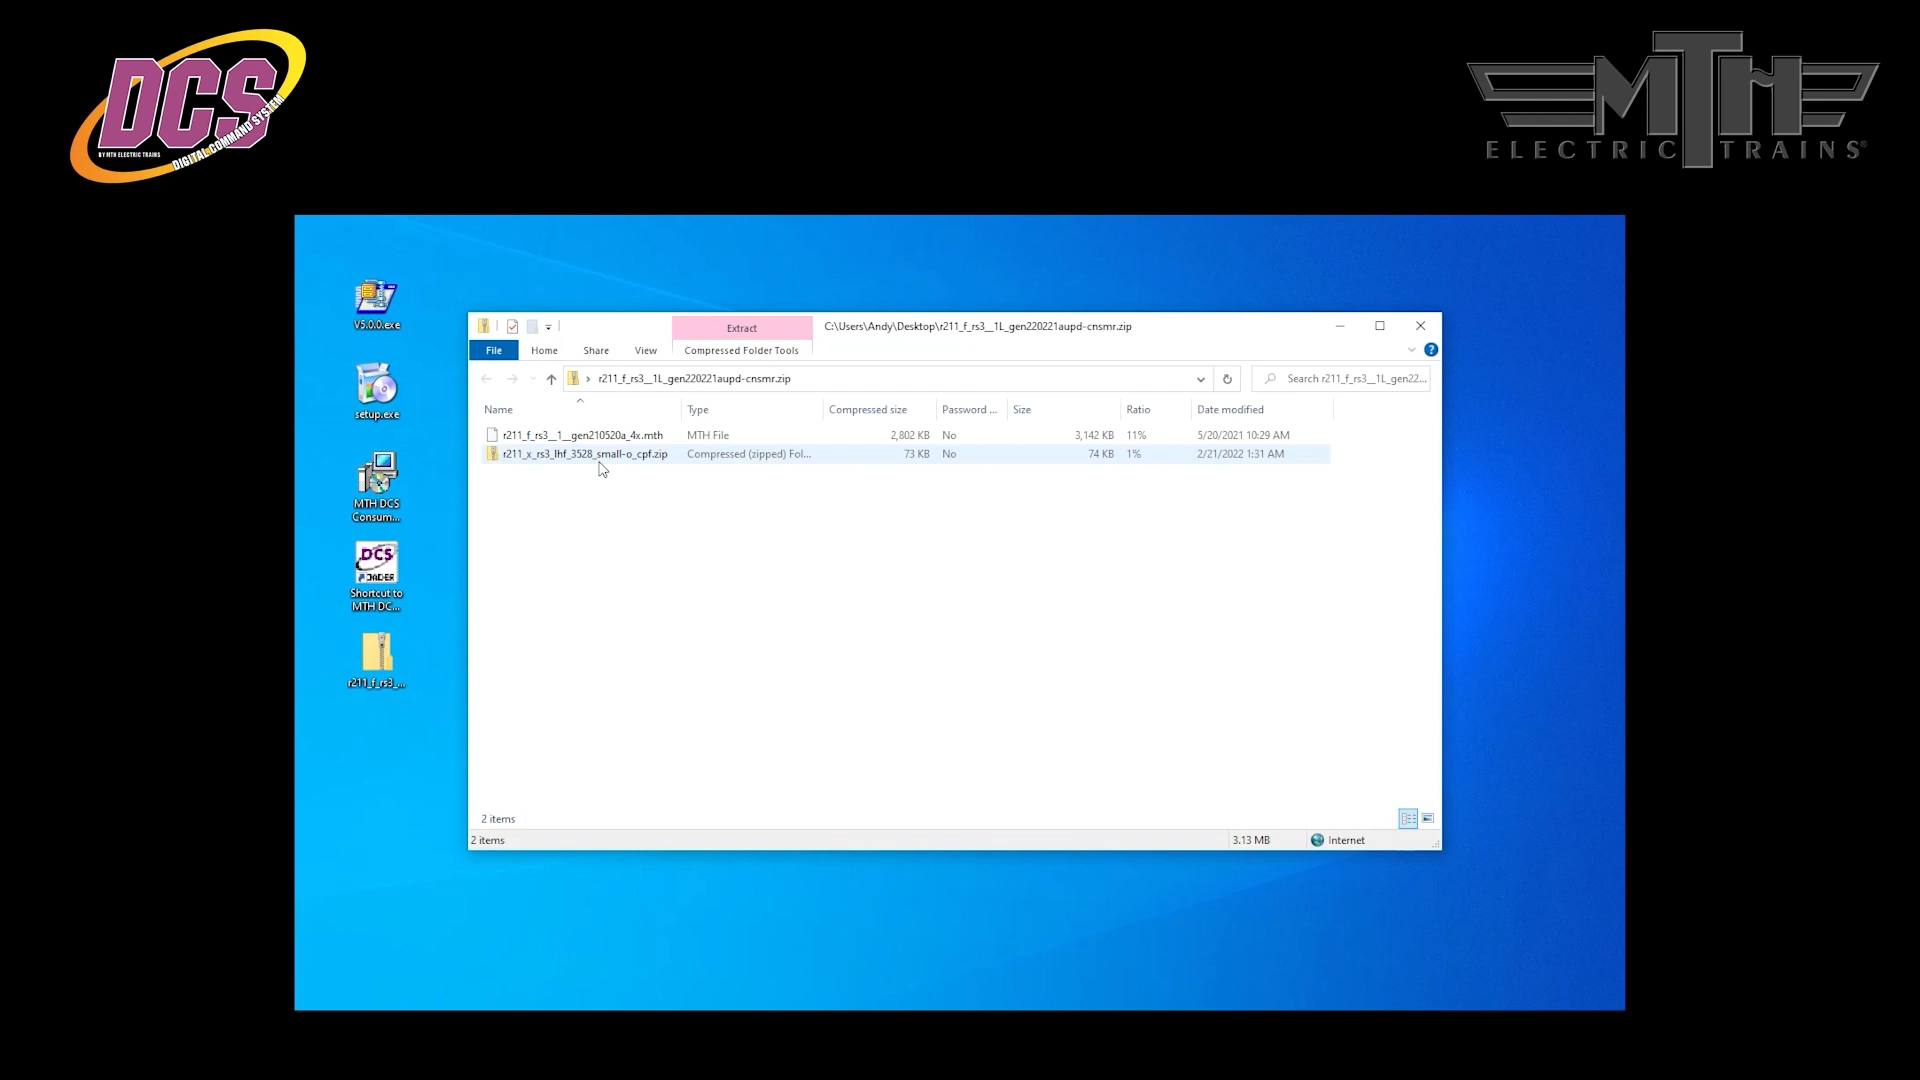 DCS
BY MTH ELECTRIC TRAINS
DIGITAL COMMAND SYSTEM
MTH
ELECTRIC TRAINS®
V5.0.0.exe
setup.exe
MTH DCS
Consum...
DCS
Shortcut to
MTH DC...
r211_f_rs3_...
Extract
C:\Users\Andy\Desktop\r211_f_rs3__1L_gen220221aupd-cnsmr.zip
File
Home
Share
View
Compressed Folder Tools
r211_f_rs3__1L_gen220221aupd-cnsmr.zip
Search r211_f_rs3__1L_gen22...
Name Type Compressed size Password ... Size Ratio Date modified
r211_f_rs3__1__gen210520a_4x.mth MTH File 2,802 KB No 3,142 KB 11% 5/20/2021 10:29 AM
r211_x_rs3_lhf_3528_small-o_cpf.zip Compressed (zipped) Fol... 73 KB No 74 KB 1% 2/21/2022 1:31 AM
2 items
2 items
3.13 MB
Internet